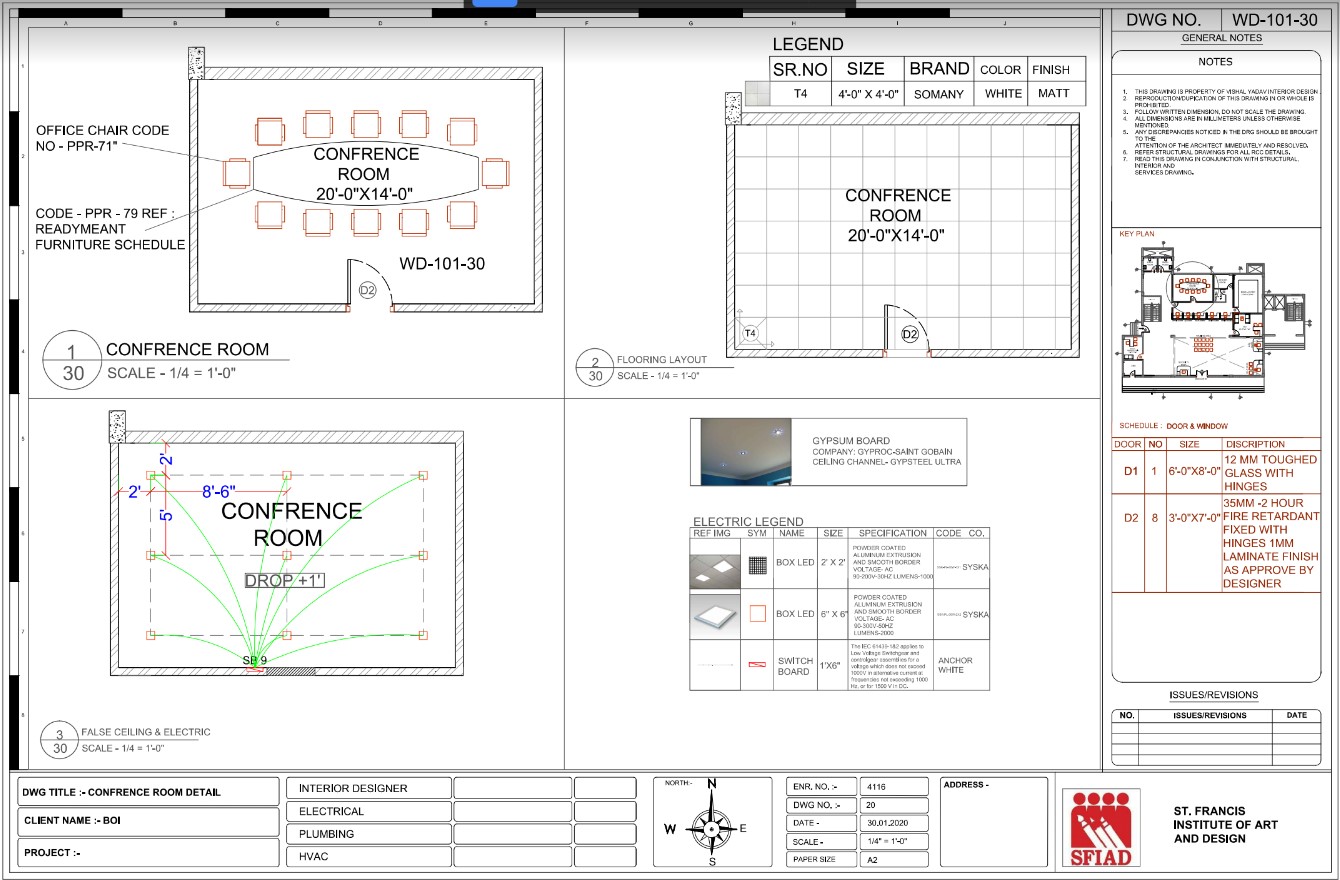 A B C D E F G H I J
1
2
3
4
5
6
7
8
OFFICE CHAIR CODE
NO - PPR-71"
CODE - PPR - 79 REF :
READYMEANT
FURNITURE SCHEDULE
CONFRENCE
ROOM
20'-0"X14'-0"
WD-101-30
D2
1
30
CONFRENCE ROOM
SCALE - 1/4 = 1'-0"
LEGEND
SR.NO SIZE BRAND COLOR FINISH
T4 4'-0" X 4'-0" SOMANY WHITE MATT
CONFRENCE
ROOM
20'-0"X14'-0"
T4
D2
2
30
FLOORING LAYOUT
SCALE - 1/4 = 1'-0"
2'
2' 8'-6"
5'
CONFRENCE
ROOM
DROP +1'
SB 9
3
30
FALSE CEILING & ELECTRIC
SCALE - 1/4 = 1'-0"
GYPSUM BOARD
COMPANY: GYPROC-SAINT GOBAIN
CEILING CHANNEL- GYPSTEEL ULTRA
ELECTRIC LEGEND
REF IMG SYM NAME SIZE SPECIFICATION CODE CO.
BOX LED 2' X 2'
POWDER COATED
ALUMINUM EXTRUSION
AND SMOOTH BORDER
VOLTAGE- AC
90-200V-30HZ LUMENS-1000
SYSKA
BOX LED 6" X 6"
POWDER COATED
ALUMINUM EXTRUSION
AND SMOOTH BORDER
VOLTAGE- AC
90-300V-50HZ
LUMENS-2000
SYSKA
SWITCH
BOARD
1'X6"
The IEC 61439-1&2 applies to
Low Voltage Switchgear and
controlgear assemblies for a
voltage which does not exceed
1000V in alternative current at
frequencies not exceeding 1000
Hz, or for 1500 V in DC.
ANCHOR
WHITE
DWG NO. WD-101-30
GENERAL NOTES
NOTES
1. THIS DRAWING IS PROPERTY OF VISHAL YADAV INTERIOR DESIGN
2. REPRODUCTION/DUPICATION OF THIS DRAWING IN OR WHOLE IS
PROHIBITED.
3. FOLLOW WRITTEN DIMENSION, DO NOT SCALE THE DRAWING.
4. ALL DIMENSIONS ARE IN MILLIMETERS UNLESS OTHERWISE
MENTIONED.
5. ANY DISCREPANCIES NOTICED IN THE DRG SHOULD BE BROUGHT
TO THE
ATTENTION OF THE ARCHITECT IMMEDIATELY AND RESOLVED.
6. REFER STRUCTURAL DRAWINGS FOR ALL RCC DETAILS.
7. READ THIS DRAWING IN CONJUNCTION WITH STRUCTURAL,
INTERIOR AND
SERVICES DRAWING.
KEY PLAN
SCHEDULE : DOOR & WINDOW
DOOR NO SIZE DISCRIPTION
D1 1 6'-0"X8'-0"
12 MM TOUGHED
GLASS WITH
HINGES
D2 8 3'-0"X7'-0"
35MM -2 HOUR
FIRE RETARDANT
FIXED WITH
HINGES 1MM
LAMINATE FINISH
AS APPROVE BY
DESIGNER
ISSUES/REVISIONS
NO. ISSUES/REVISIONS DATE
DWG TITLE :- CONFRENCE ROOM DETAIL
CLIENT NAME :- BOI
PROJECT :-
INTERIOR DESIGNER
ELECTRICAL
PLUMBING
HVAC
NORTH:-
N
W E
S
ENR. NO. :- 4116
DWG NO. :- 20
DATE - 30.01.2020
SCALE - 1/4" = 1'-0"
PAPER SIZE A2
ADDRESS -
SFIAD
ST. FRANCIS
INSTITUTE OF ART
AND DESIGN